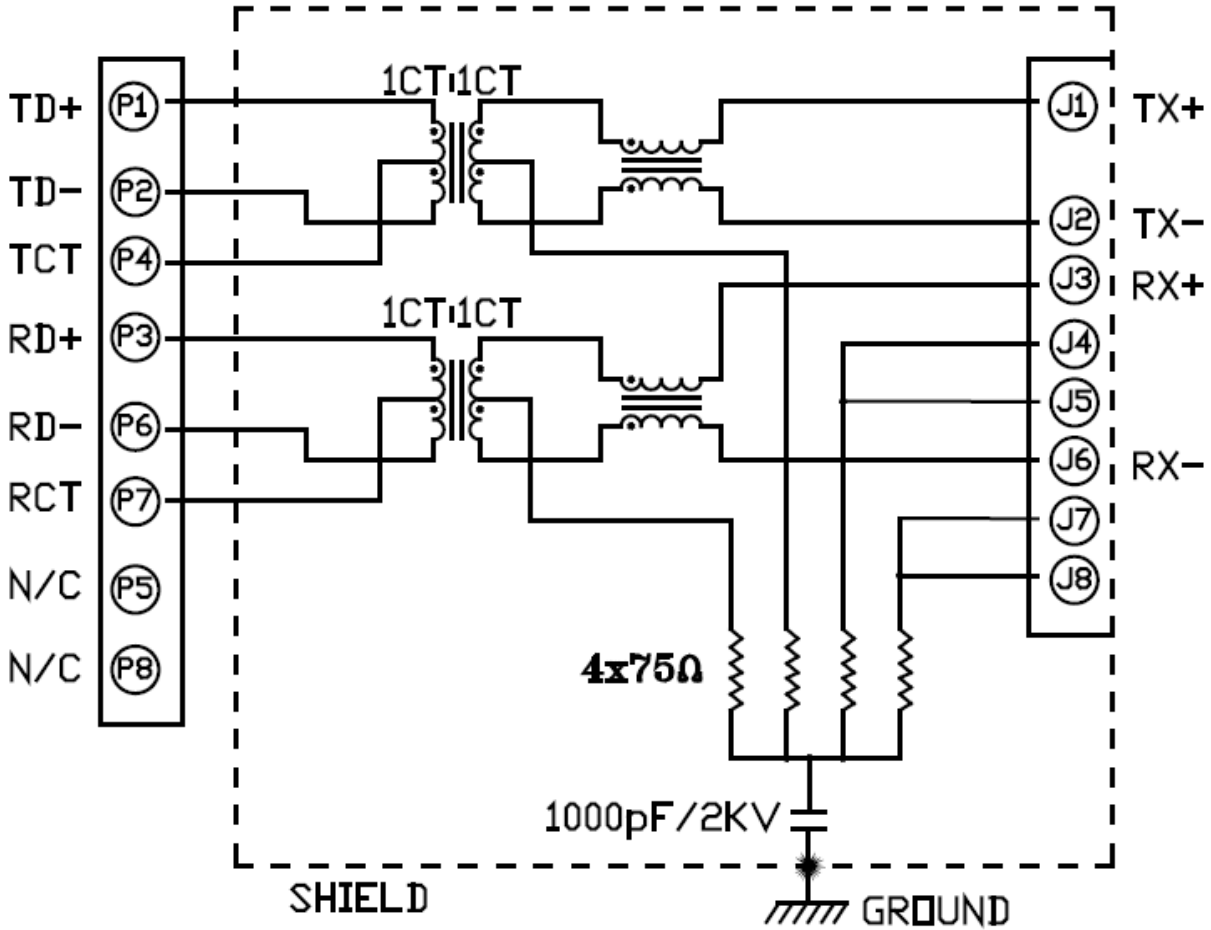 1CT:1CT
TD+ P1 J1 TX+
TD- P2 J2 TX-
TCT P4 J3 RX+
1CT:1CT
RD+ P3 J4
J5
RD- P6 J6 RX-
RCT P7 J7
N/C P5 J8
N/C P8
4x75Ω
1000pF/2KV
SHIELD
GROUND